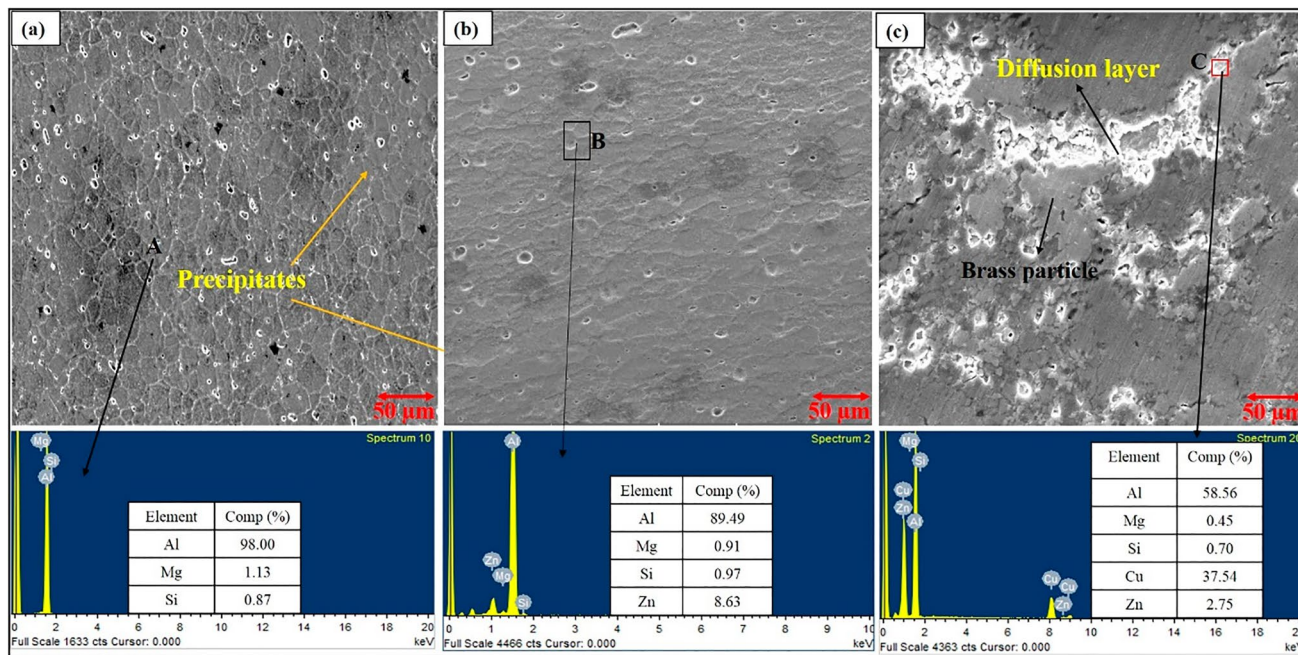 (a)
A
Precipitates
50 µm
(b)
B
50 µm
(c)
C
Diffusion layer
Brass particle
50 µm
Spectrum 10
Mg
Si
Al
Element Comp (%)
Al 98.00
Mg 1.13
Si 0.87
0 2 4 6 8 10 12 14 16 18 20
Full Scale 1633 cts Cursor: 0.000 keV
Spectrum 2
Al
Zn
Mg
Si
Element Comp (%)
Al 89.49
Mg 0.91
Si 0.97
Zn 8.63
0 1 2 3 4 5 6 7 8 9 10
Full Scale 4466 cts Cursor: 0.000 keV
Spectrum 20
Mg
Si
Cu
Zn
Al
Cu
Cu
Zn
Element Comp (%)
Al 58.56
Mg 0.45
Si 0.70
Cu 37.54
Zn 2.75
0 2 4 6 8 10 12 14 16 18 20
Full Scale 4363 cts Cursor: 0.000 keV